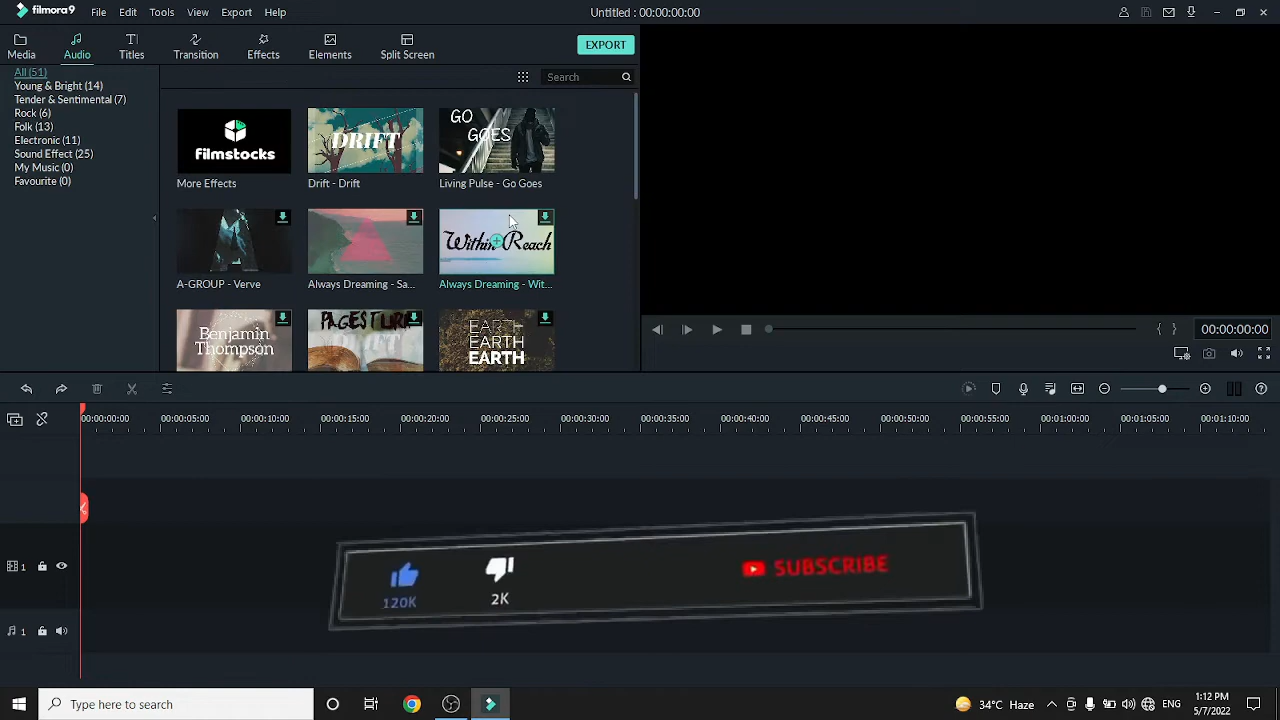 filmora9 File Edit Tools View Export Help Untitled : 00:00:00:00
Media Audio Titles Transition Effects Elements Split Screen EXPORT
All (51)
Young & Bright (14)
Tender & Sentimental (7)
Rock (6)
Folk (13)
Electronic (11)
Sound Effect (25)
My Music (0)
Favourite (0)
Search
filmstocks
More Effects
DRIFT
Drift - Drift
GO GOES
Living Pulse - Go Goes
A-GROUP - Verve
Always Dreaming - Sa...
Within Reach
Always Dreaming - Wit...
Benjamin
Thompson
EARTH
EARTH
EARTH
00:00:00:00
00:00:00:00 00:00:05:00 00:00:10:00 00:00:15:00 00:00:20:00 00:00:25:00 00:00:30:00 00:00:35:00 00:00:40:00 00:00:45:00 00:00:50:00 00:00:55:00 00:01:00:00 00:01:05:00 00:01:10:00
1
120K
2K
SUBSCRIBE
1
Type here to search
34°C Haze
ENG
1:12 PM
5/7/2022